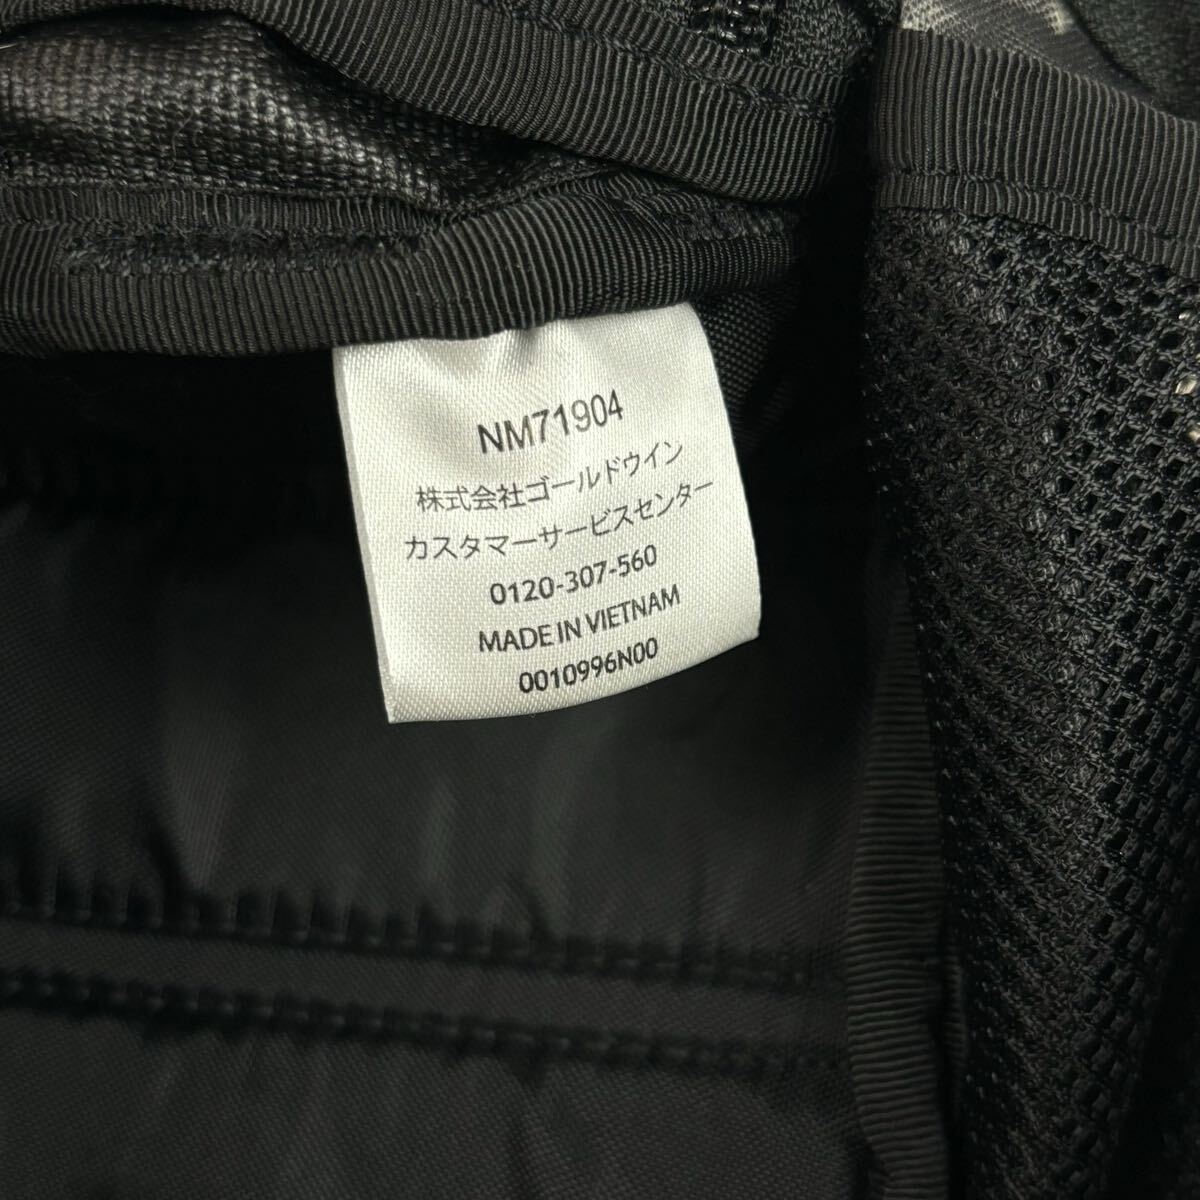 NM71904
株式会社ゴールドウイン
カスタマーサービスセンター
0120-307-560
MADE IN VIETNAM
0010996N00